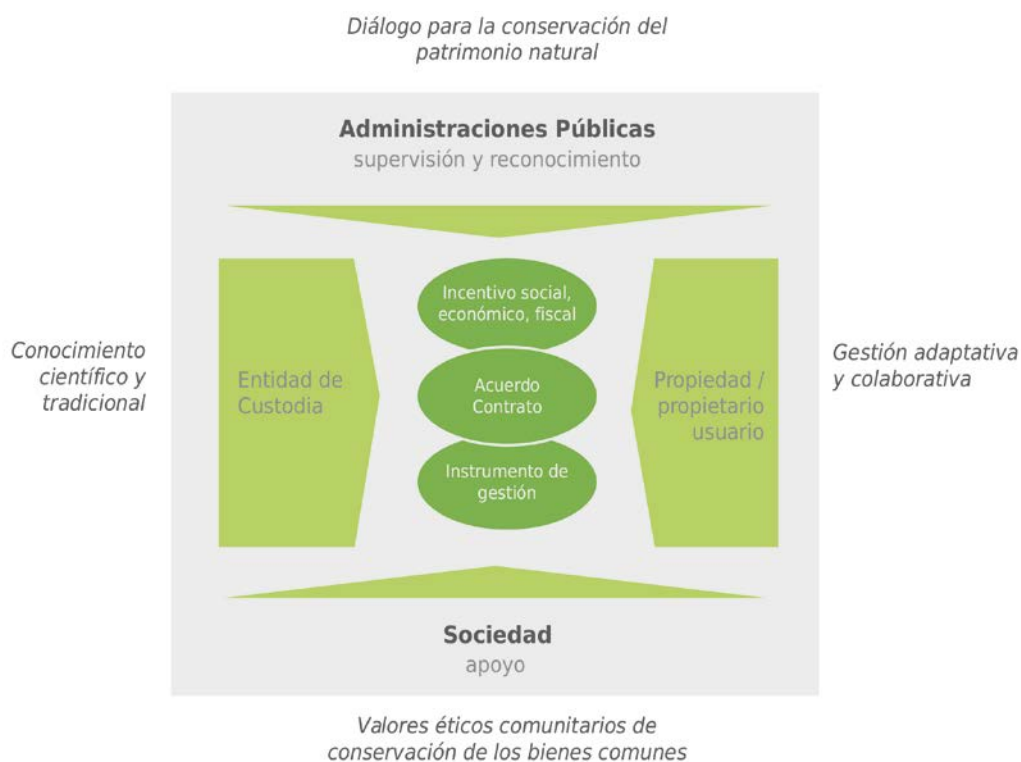 Diálogo para la conservación del
patrimonio natural
Administraciones Públicas
supervisión y reconocimiento
Incentivo social,
económico, fiscal
Conocimiento
científico y
tradicional
Entidad de
Custodia
Acuerdo
Contrato
Propiedad /
propietario
usuario
Gestión adaptativa
y colaborativa
Instrumento de
gestión
Sociedad
apoyo
Valores éticos comunitarios de
conservación de los bienes comunes